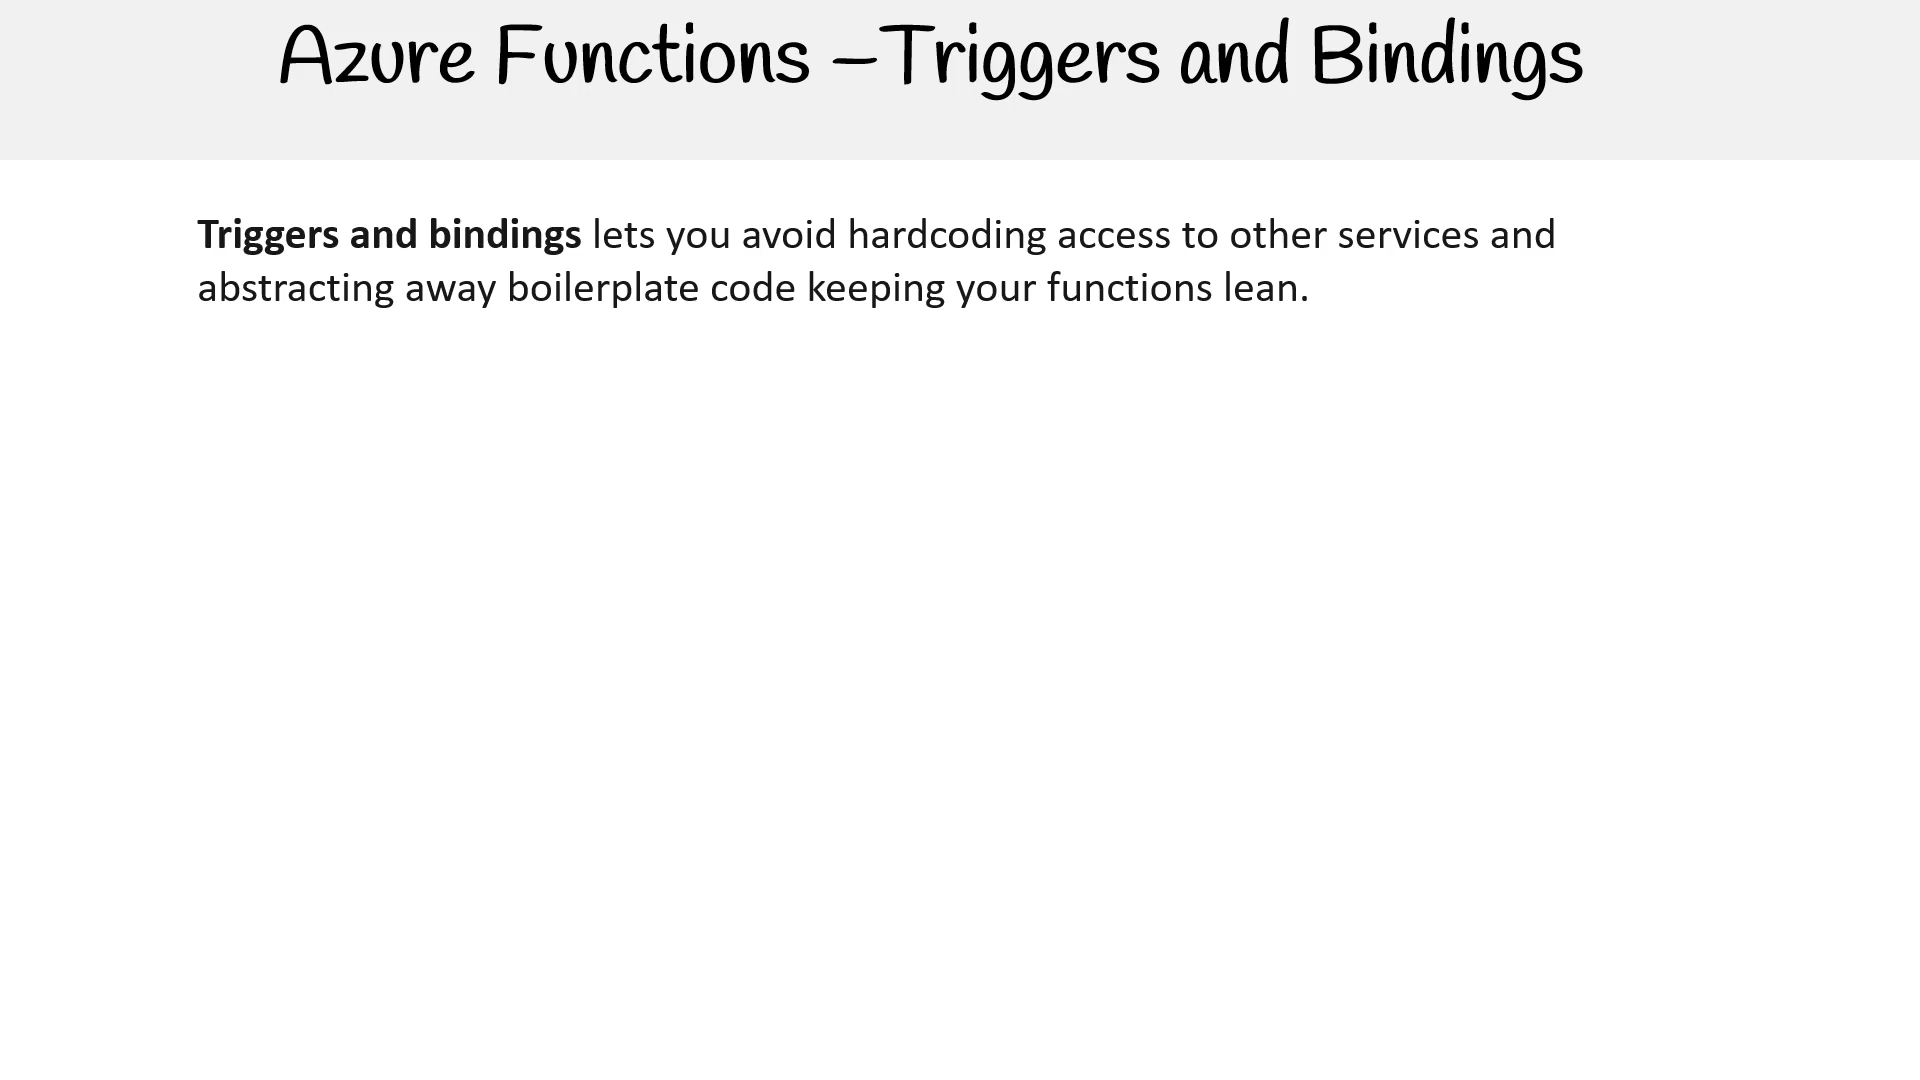 Azure Functions –Triggers and Bindings
Triggers and bindings lets you avoid hardcoding access to other services and
abstracting away boilerplate code keeping your functions lean.